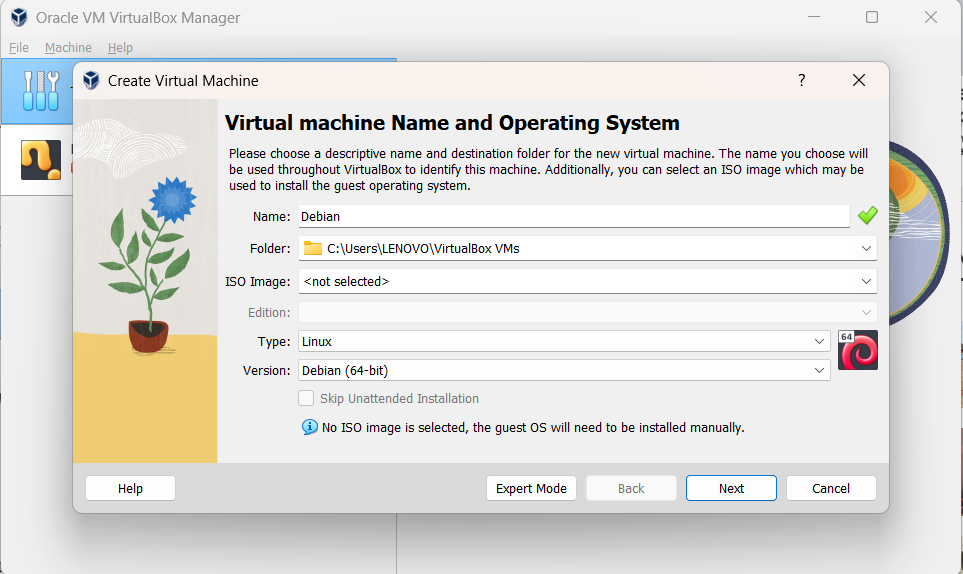 Oracle VM VirtualBox Manager
File Machine Help
Create Virtual Machine ?
Virtual machine Name and Operating System
Please choose a descriptive name and destination folder for the new virtual machine. The name you choose will
be used throughout VirtualBox to identify this machine. Additionally, you can select an ISO image which may be
used to install the guest operating system.
Name: Debian
Folder: C:\Users\LENOVO\VirtualBox VMs
ISO Image: <not selected>
Edition:
Type: Linux
64
Version: Debian (64-bit)
Skip Unattended Installation
No ISO image is selected, the guest OS will need to be installed manually.
Help Expert Mode Back Next Cancel